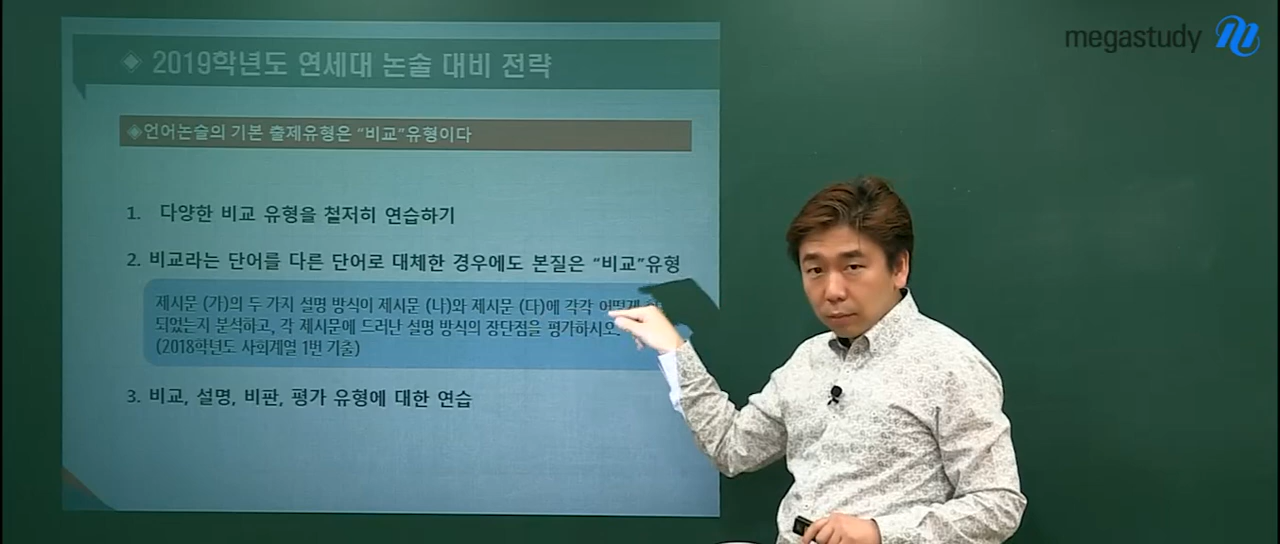 megastudy
◈ 2019학년도 연세대 논술 대비 전략
◈언어논술의 기본 출제유형은 “비교”유형이다
1. 다양한 비교 유형을 철저히 연습하기
2. 비교라는 단어를 다른 단어로 대체한 경우에도 본질은 “비교”유형
제시문 (가)의 두 가지 설명 방식이 제시문 (나)와 제시문 (다)에 각각 어떻게
되었는지 분석하고, 각 제시문에 드러난 설명 방식의 장단점을 평가하시오.
(2018학년도 사회계열 1번 기출)
3. 비교, 설명, 비판, 평가 유형에 대한 연습